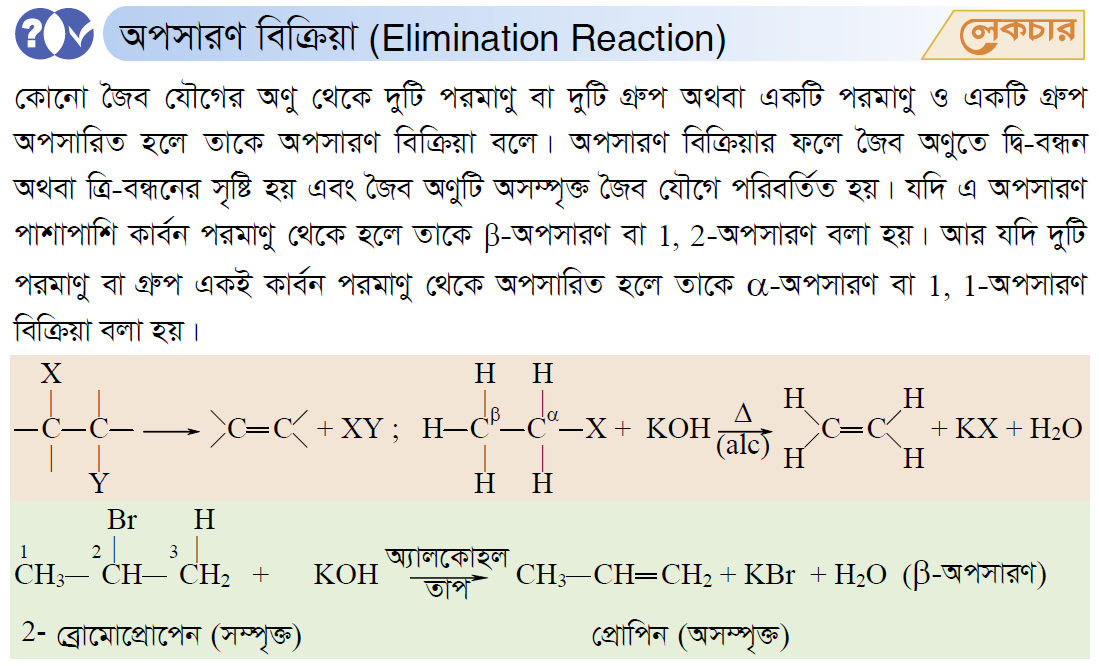 অপসারণ বিক্রিয়া (Elimination Reaction)
লেকচার
কোনো জৈব যৌগের অণু থেকে দুটি পরমাণু বা দুটি গ্রুপ অথবা একটি পরমাণু ও একটি গ্রুপ
অপসারিত হলে তাকে অপসারণ বিক্রিয়া বলে। অপসারণ বিক্রিয়ার ফলে জৈব অণুতে দ্বি-বন্ধন
অথবা ত্রি-বন্ধনের সৃষ্টি হয় এবং জৈব অণুটি অসম্পৃক্ত জৈব যৌগে পরিবর্তিত হয়। যদি এ অপসারণ
পাশাপাশি কার্বন পরমাণু থেকে হলে তাকে β-অপসারণ বা 1, 2-অপসারণ বলা হয়। আর যদি দুটি
পরমাণু বা গ্রুপ একই কার্বন পরমাণু থেকে অপসারিত হলে তাকে α-অপসারণ বা 1, 1-অপসারণ
বিক্রিয়া বলা হয়।
X H H H H
—C—C— ⟶ C=C + XY ; H—Cβ—Cα—X + KOH Δ (alc) C=C + KX + H2O
Y H H H H
Br H
1 2 3
CH3—CH—CH2 + KOH অ্যালকোহল তাপ CH3—CH=CH2 + KBr + H2O (β-অপসারণ)
2- ব্রোমোপ্রোপেন (সম্পৃক্ত) প্রোপিন (অসম্পৃক্ত)